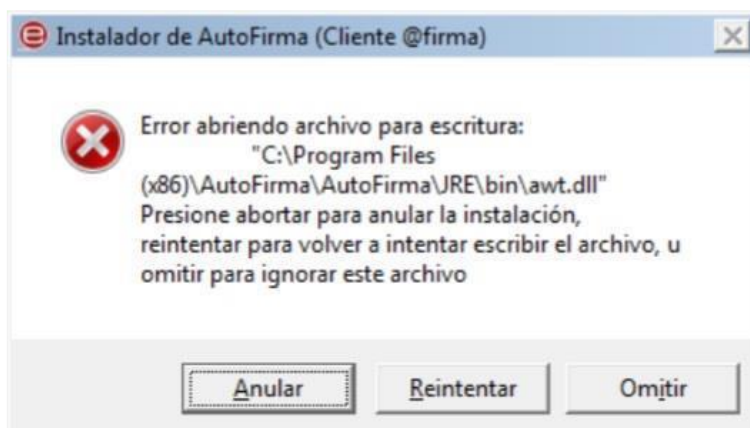 Instalador de AutoFirma (Cliente @firma)
Error abriendo archivo para escritura:
"C:\Program Files
(x86)\AutoFirma\AutoFirma\JRE\bin\awt.dll"
Presione abortar para anular la instalación,
reintentar para volver a intentar escribir el archivo, u
omitir para ignorar este archivo
Anular Reintentar Omitir